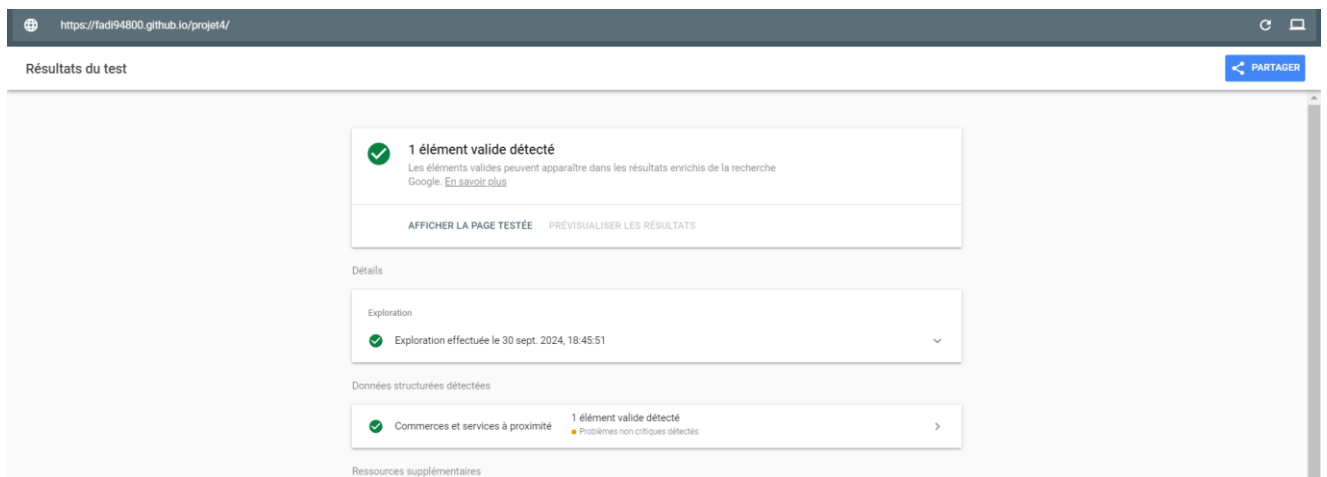 https://fadi94800.github.io/projet4/
Résultats du test
PARTAGER
1 élément valide détecté
Les éléments valides peuvent apparaître dans les résultats enrichis de la recherche
Google. En savoir plus
AFFICHER LA PAGE TESTÉE PRÉVISUALISER LES RÉSULTATS
Détails
Exploration
Exploration effectuée le 30 sept. 2024, 18:45:51
Données structurées détectées
Commerces et services à proximité
1 élément valide détecté
Problèmes non critiques détectés
Ressources supplémentaires